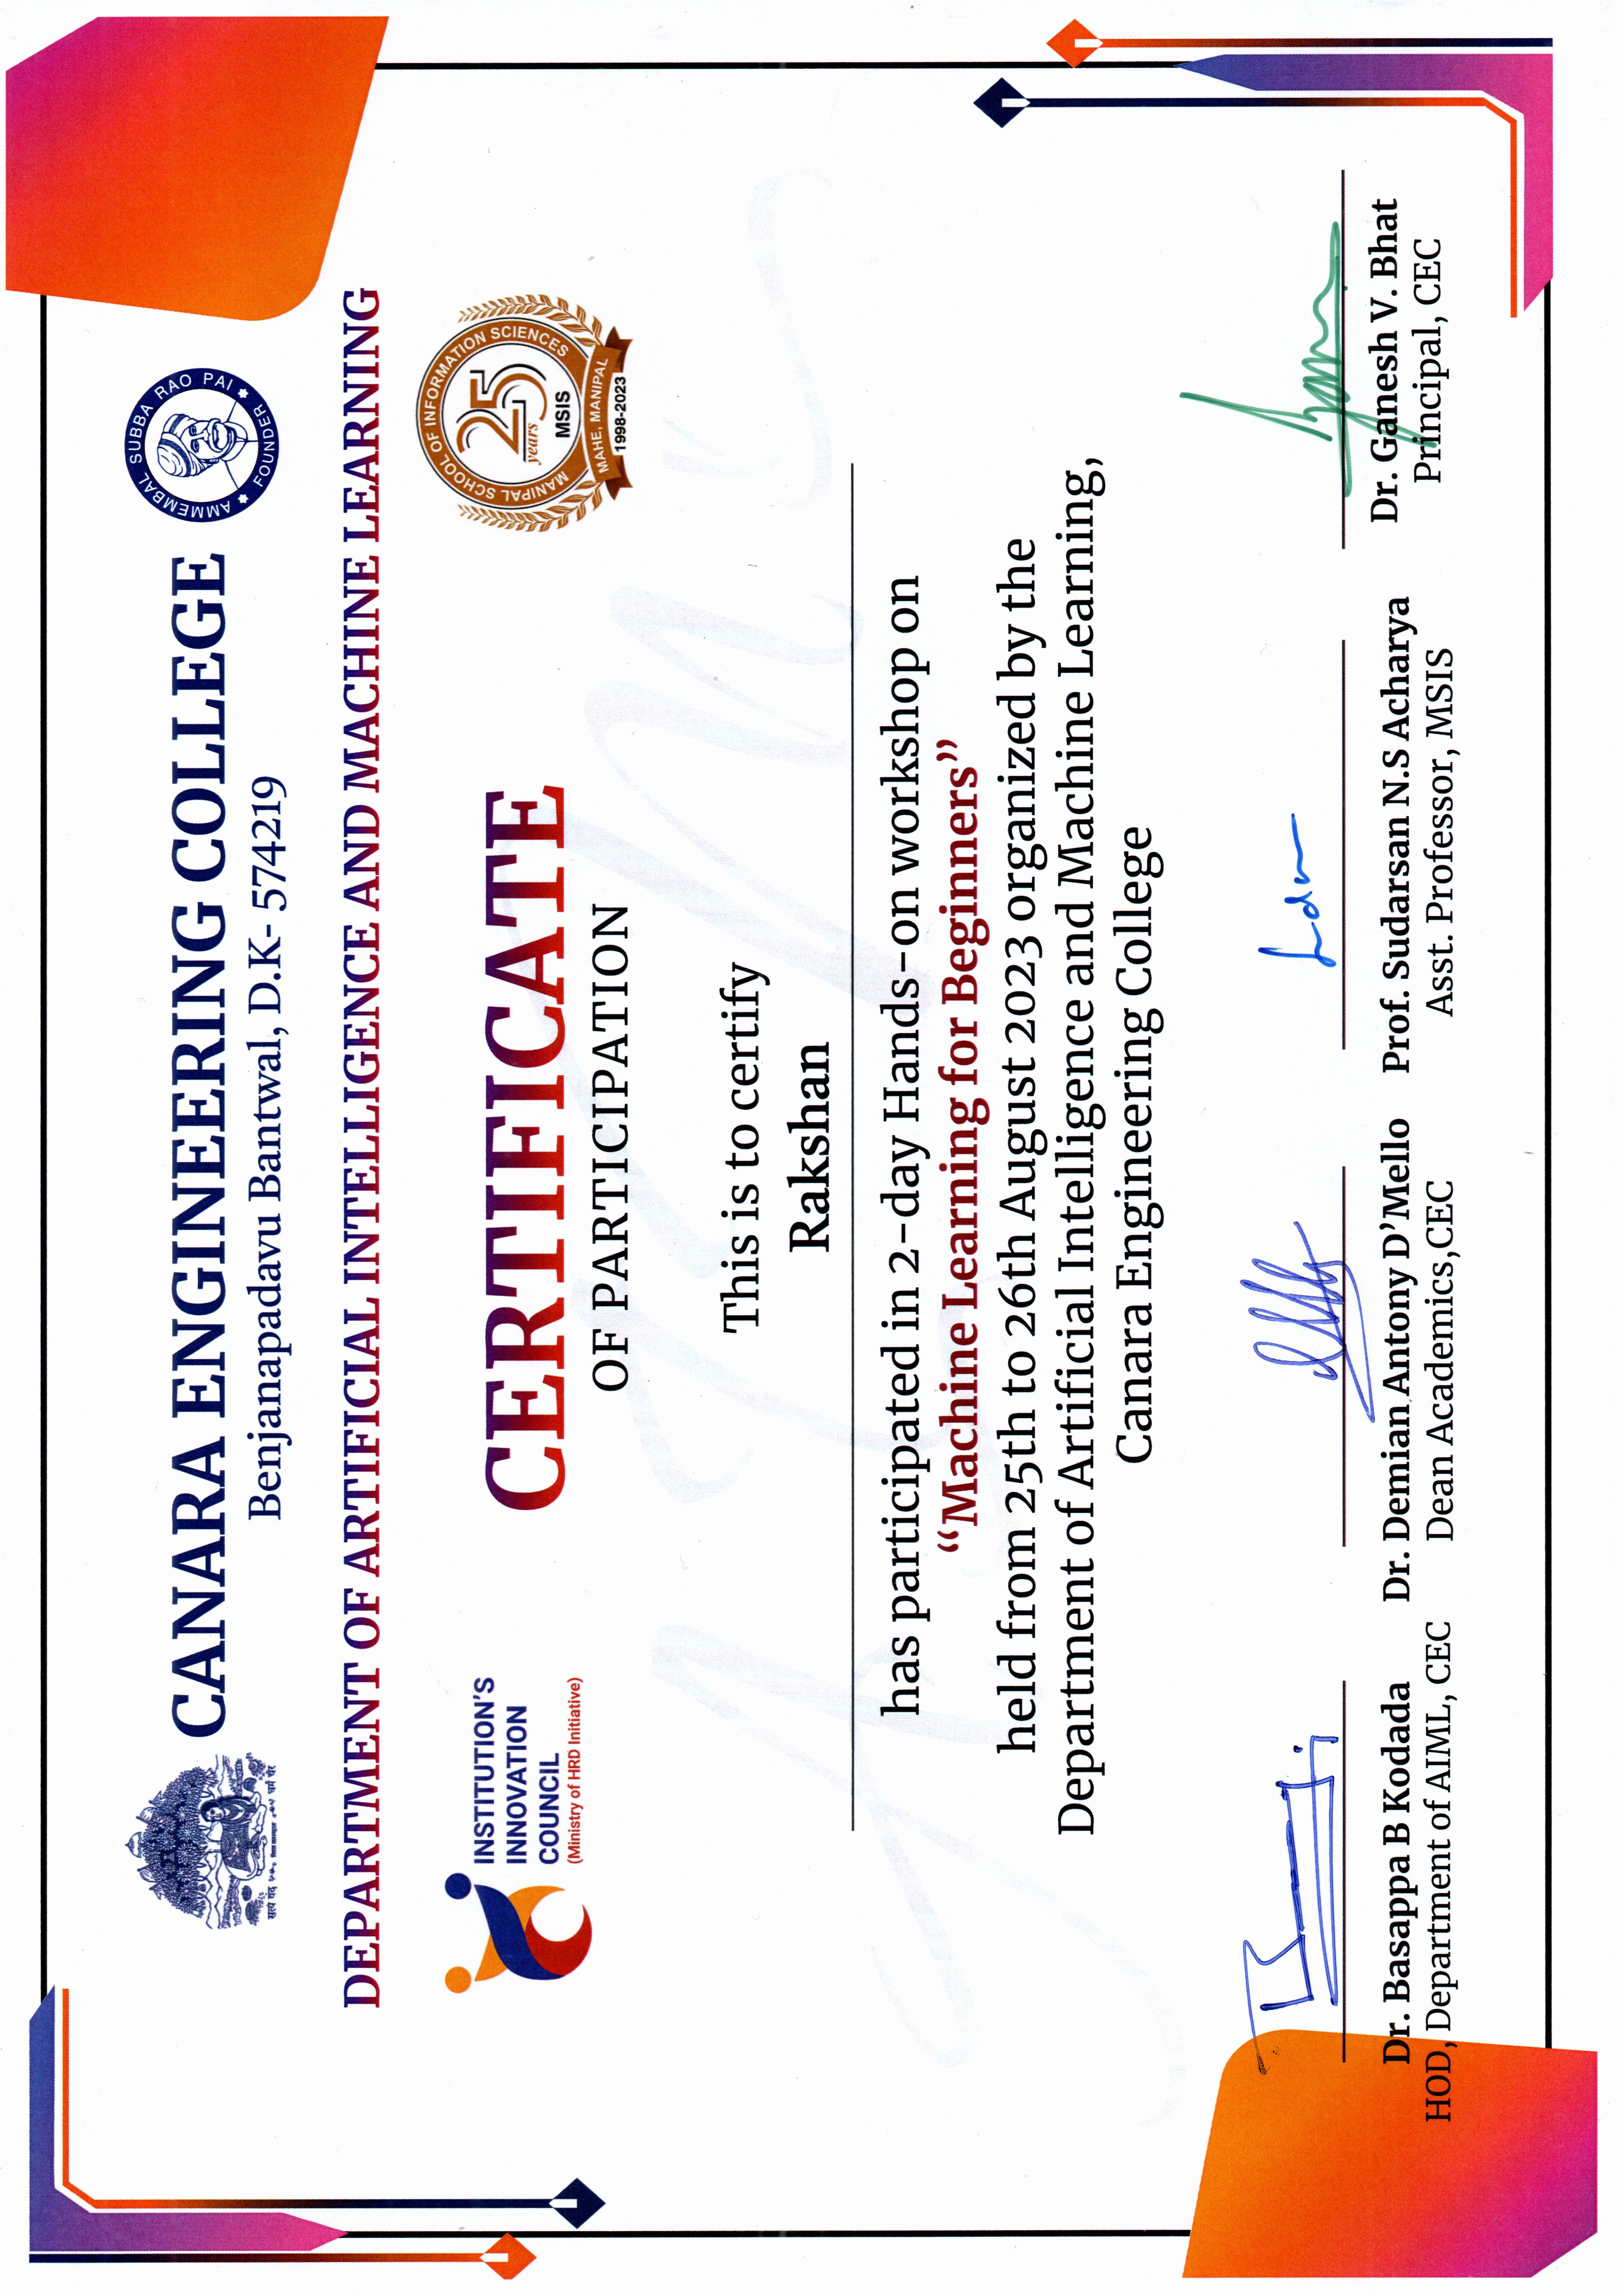 CANARA ENGINEERING COLLEGE
AMMEMBAL SUBBA RAO PAI
FOUNDER
Benjanapadavu Bantwal, D.K- 574219
DEPARTMENT OF ARTIFICIAL INTELLIGENCE AND MACHINE LEARNING
INSTITUTION'S
INNOVATION
COUNCIL
(Ministry of HRD Initiative)
CERTIFICATE
OF PARTICIPATION
MANIPAL SCHOOL OF INFORMATION SCIENCES
25
years
MSIS
MAHE, MANIPAL
1998-2023
This is to certify
Rakshan
has participated in 2-day Hands-on workshop on
“Machine Learning for Beginners”
held from 25th to 26th August 2023 organized by the
Department of Artificial Intelligence and Machine Learning,
Canara Engineering College
Dr. Basappa B Kodada
HOD, Department of AIML, CEC
Dr. Demian Antony D’Mello
Dean Academics,CEC
Prof. Sudarsan N.S Acharya
Asst. Professor, MSIS
Dr. Ganesh V. Bhat
Principal, CEC